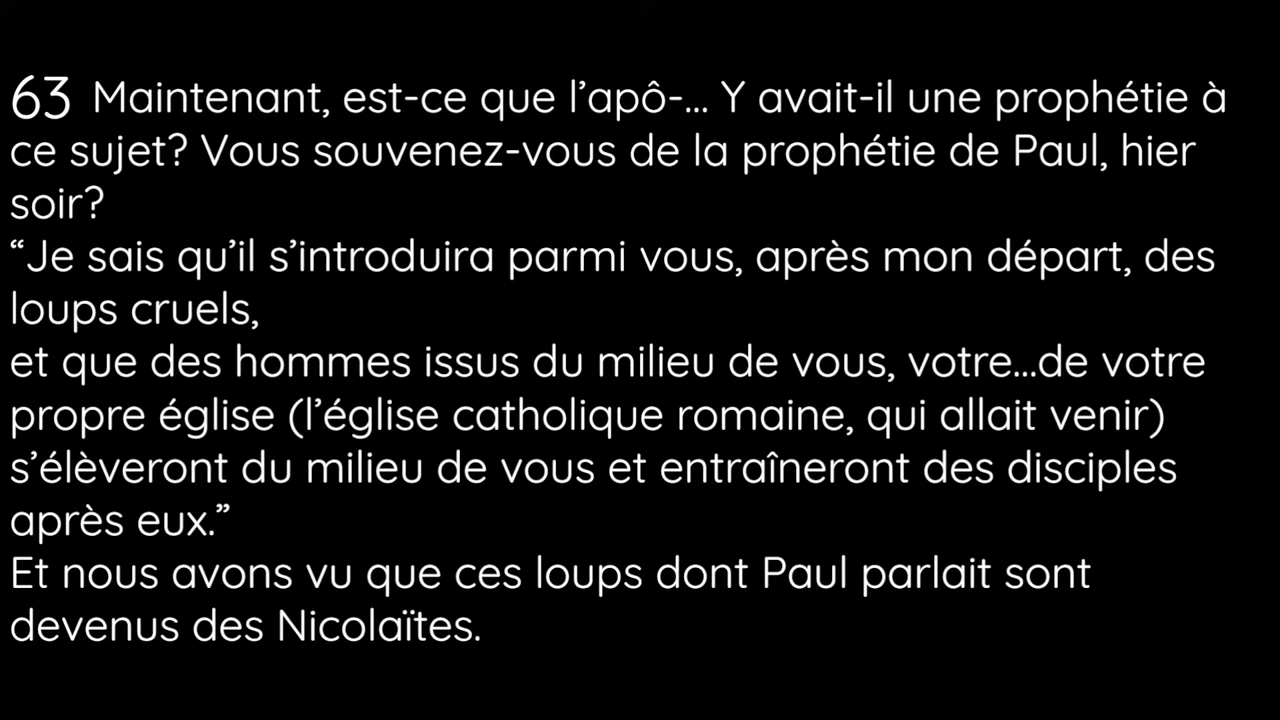 63 Maintenant, est-ce que l’apô-... Y avait-il une prophétie à
ce sujet? Vous souvenez-vous de la prophétie de Paul, hier
soir?
“Je sais qu’il s’introduira parmi vous, après mon départ, des
loups cruels,
et que des hommes issus du milieu de vous, votre...de votre
propre église (l’église catholique romaine, qui allait venir)
s’élèveront du milieu de vous et entraîneront des disciples
après eux.”
Et nous avons vu que ces loups dont Paul parlait sont
devenus des Nicolaïtes.